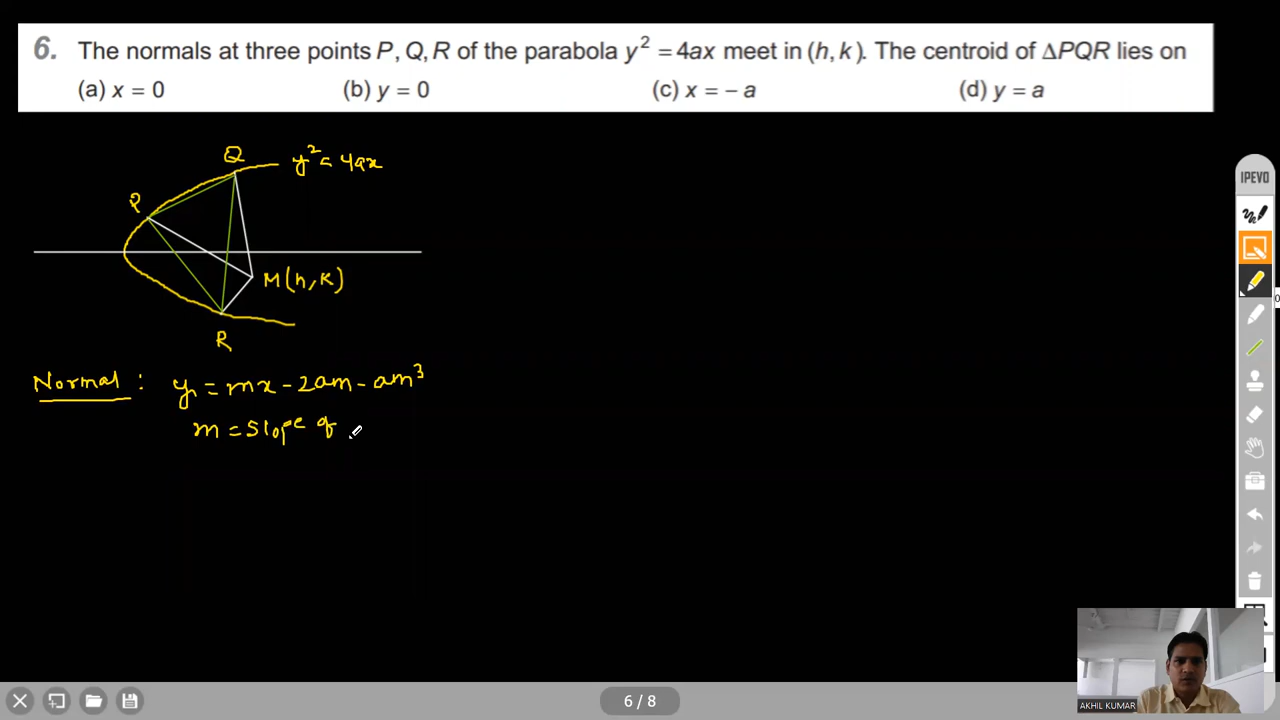 6. The normals at three points P, Q, R of the parabola y² = 4ax meet in (h, k). The centroid of ΔPQR lies on
(a) x = 0 (b) y = 0 (c) x = – a (d) y = a
Q y² = 4ax
P
M(h, k)
R
Normal : y = mx - 2am - am³
m = Slope of
IPEVO
6 / 8
AKHIL KUMAR